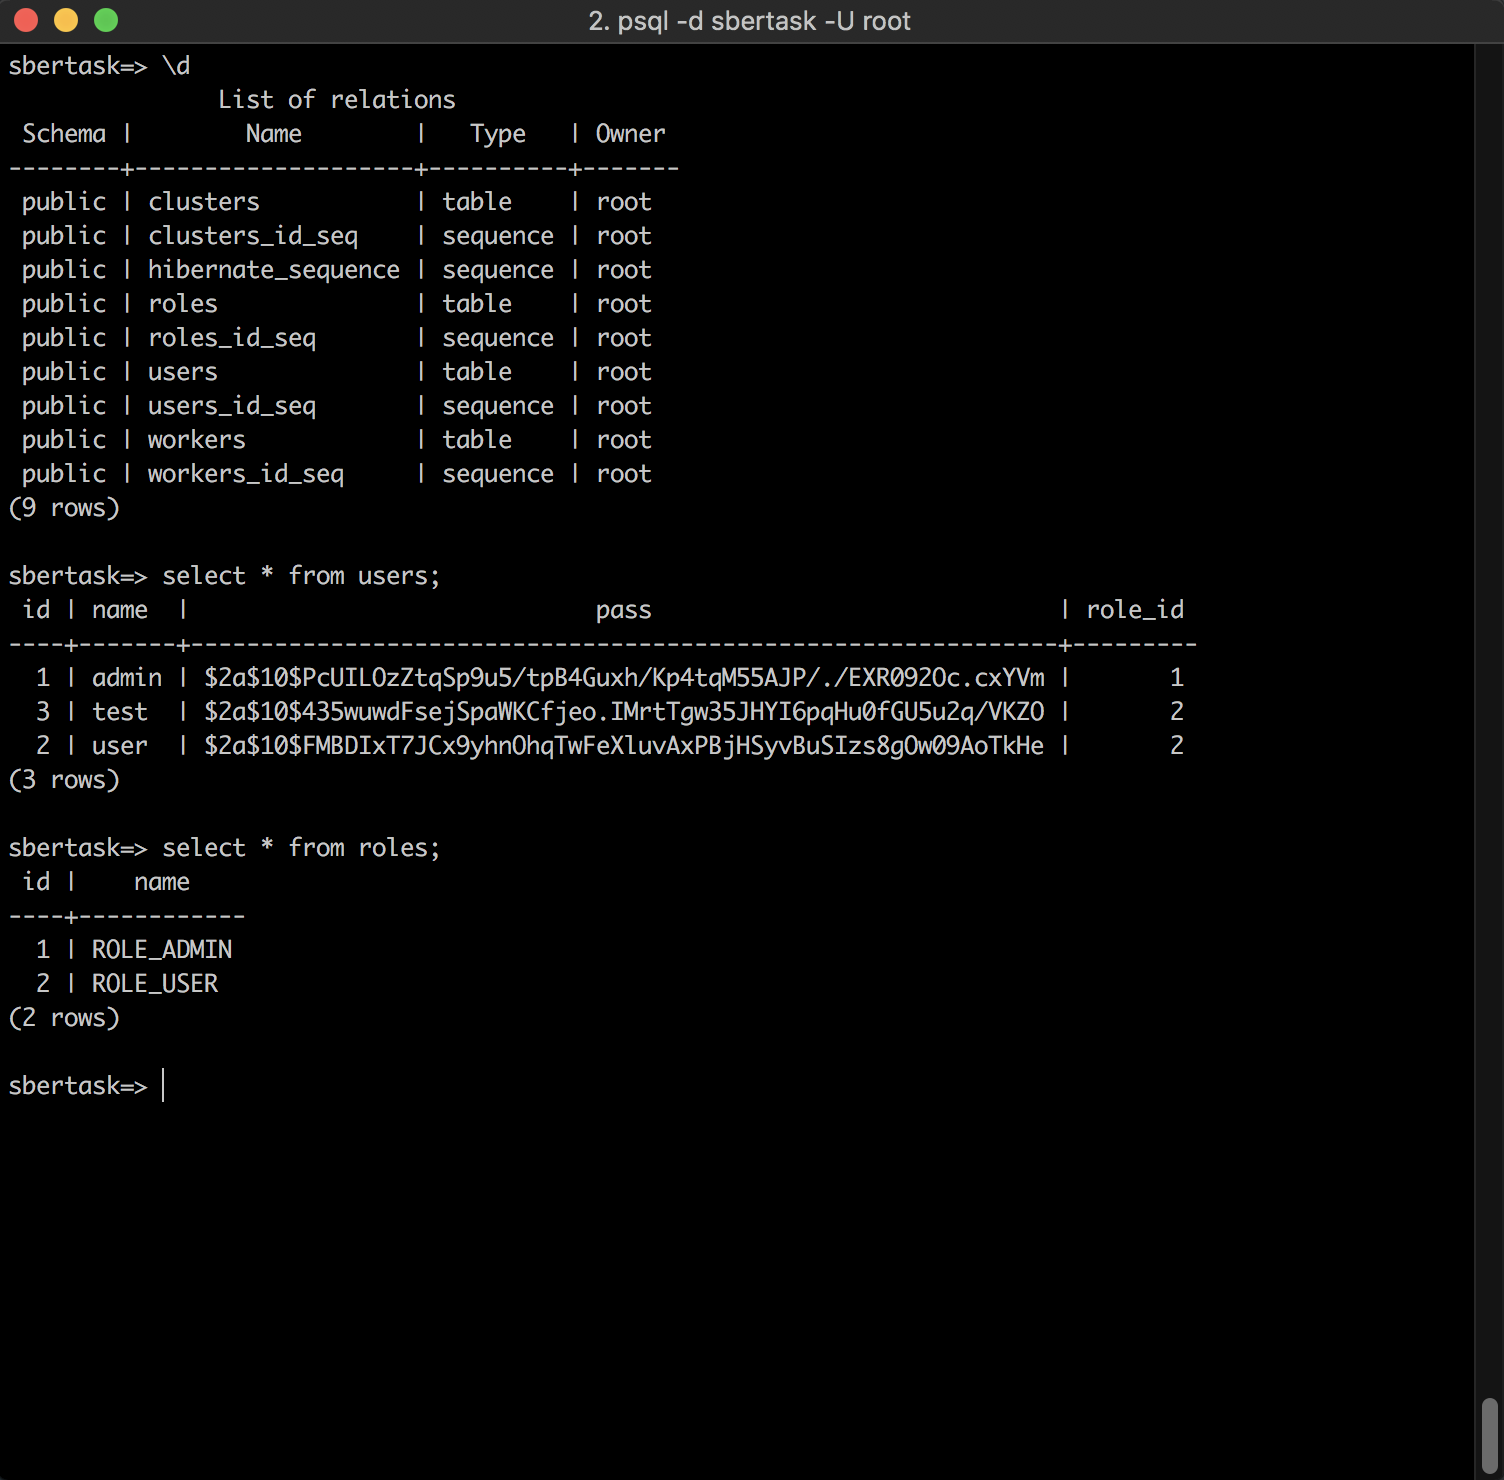 2. psql -d sbertask -U root
sbertask=> \d
               List of relations
 Schema |        Name        |   Type   | Owner
--------+--------------------+----------+-------
 public | clusters           | table    | root
 public | clusters_id_seq    | sequence | root
 public | hibernate_sequence | sequence | root
 public | roles              | table    | root
 public | roles_id_seq       | sequence | root
 public | users              | table    | root
 public | users_id_seq       | sequence | root
 public | workers            | table    | root
 public | workers_id_seq     | sequence | root
(9 rows)
sbertask=> select * from users;
 id | name  |                             pass                             | role_id
----+-------+--------------------------------------------------------------+---------
  1 | admin | $2a$10$PcUILOzZtqSp9u5/tpB4Guxh/Kp4tqM55AJP/./EXR092Oc.cxYVm |       1
  3 | test  | $2a$10$435wuwdFsejSpaWKCfjeo.IMrtTgw35JHYI6pqHu0fGU5u2q/VKZO |       2
  2 | user  | $2a$10$FMBDIxT7JCx9yhnOhqTwFeXluvAxPBjHSyvBuSIzs8gOw09AoTkHe |       2
(3 rows)
sbertask=> select * from roles;
 id |    name
----+------------
  1 | ROLE_ADMIN
  2 | ROLE_USER
(2 rows)
sbertask=>